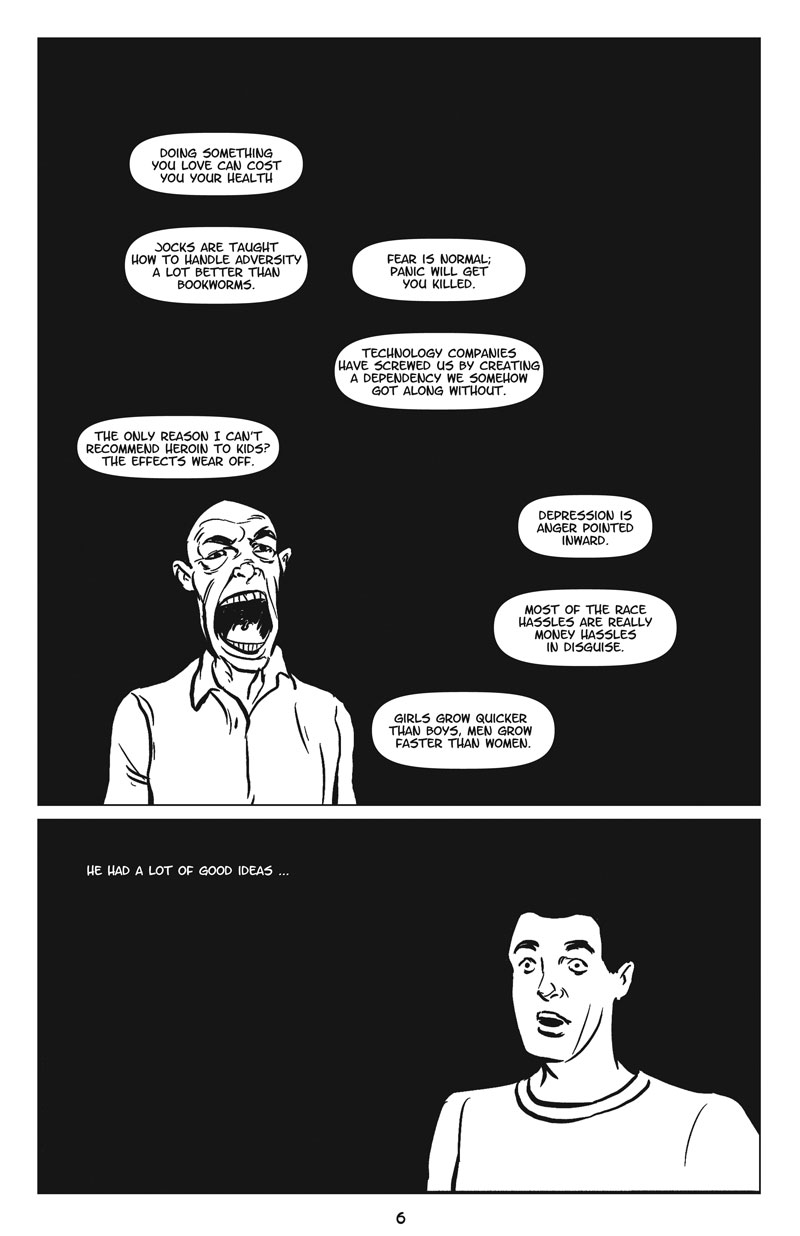 DOING SOMETHING
YOU LOVE CAN COST
YOU YOUR HEALTH
JOCKS ARE TAUGHT
HOW TO HANDLE ADVERSITY
A LOT BETTER THAN
BOOKWORMS.
FEAR IS NORMAL;
PANIC WILL GET
YOU KILLED.
TECHNOLOGY COMPANIES
HAVE SCREWED US BY CREATING
A DEPENDENCY WE SOMEHOW
GOT ALONG WITHOUT.
THE ONLY REASON I CAN'T
RECOMMEND HEROIN TO KIDS?
THE EFFECTS WEAR OFF.
DEPRESSION IS
ANGER POINTED
INWARD.
MOST OF THE RACE
HASSLES ARE REALLY
MONEY HASSLES
IN DISGUISE.
GIRLS GROW QUICKER
THAN BOYS, MEN GROW
FASTER THAN WOMEN.
HE HAD A LOT OF GOOD IDEAS ...
6